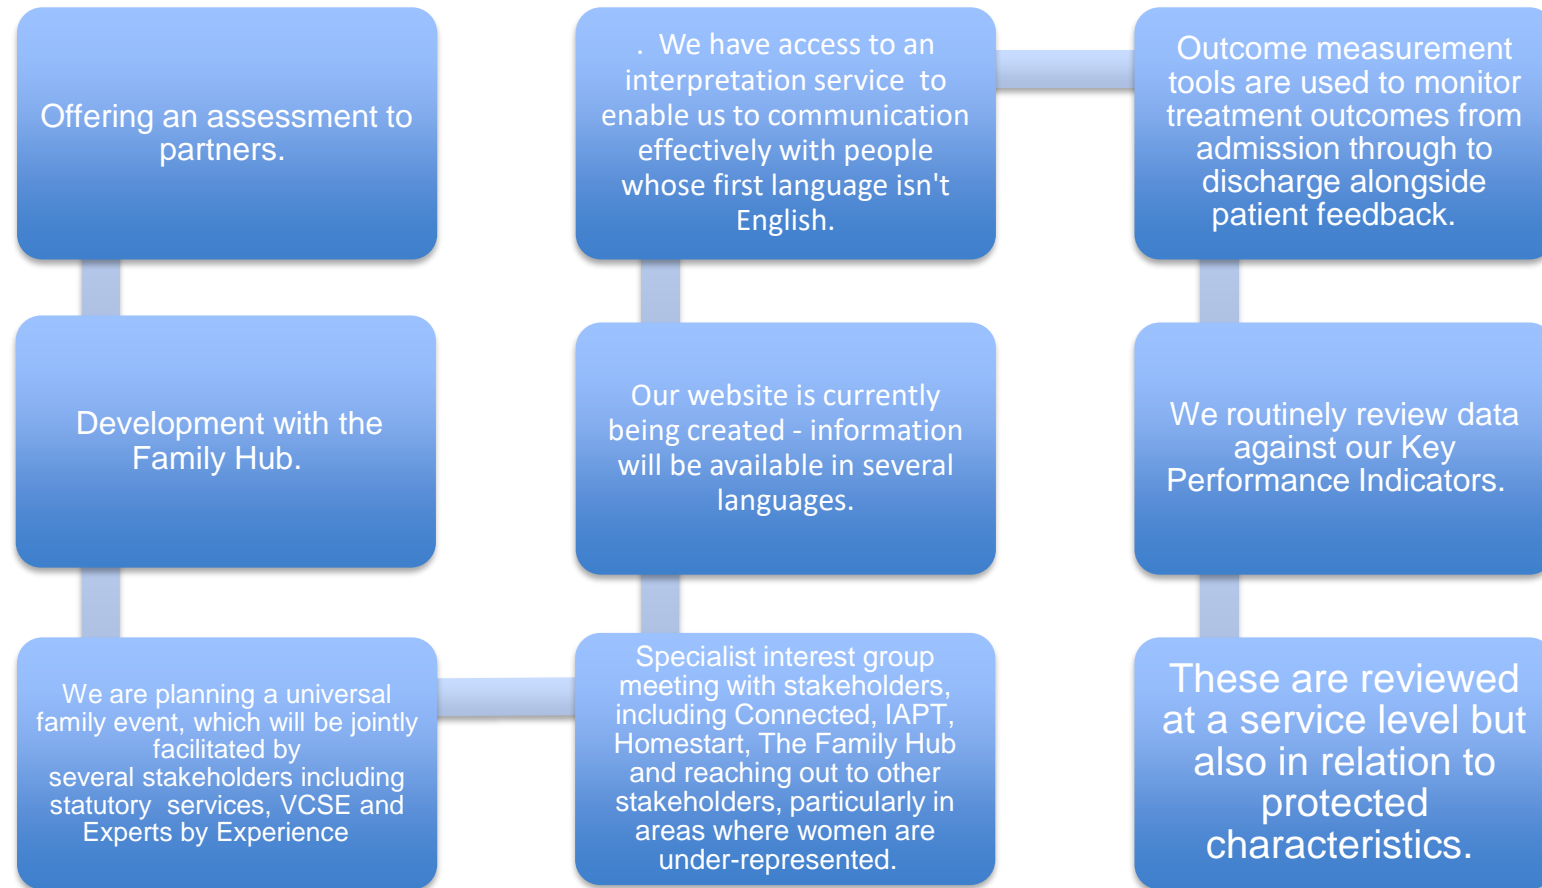 Offering an assessment to
partners.
Development with the
Family Hub.
We are planning a universal
family event, which will be jointly
facilitated by
several stakeholders including
statutory services, VCSE and
Experts by Experience
Specialist interest group
meeting with stakeholders,
including Connected, IAPT,
Homestart, The Family Hub
and reaching out to other
stakeholders, particularly in
areas where women are
under-represented.
Our website is currently
being created - information
will be available in several
languages.
. We have access to an
interpretation service to
enable us to communication
effectively with people
whose first language isn't
English.
Outcome measurement
tools are used to monitor
treatment outcomes from
admission through to
discharge alongside
patient feedback.
We routinely review data
against our Key
Performance Indicators.
These are reviewed
at a service level but
also in relation to
protected
characteristics.